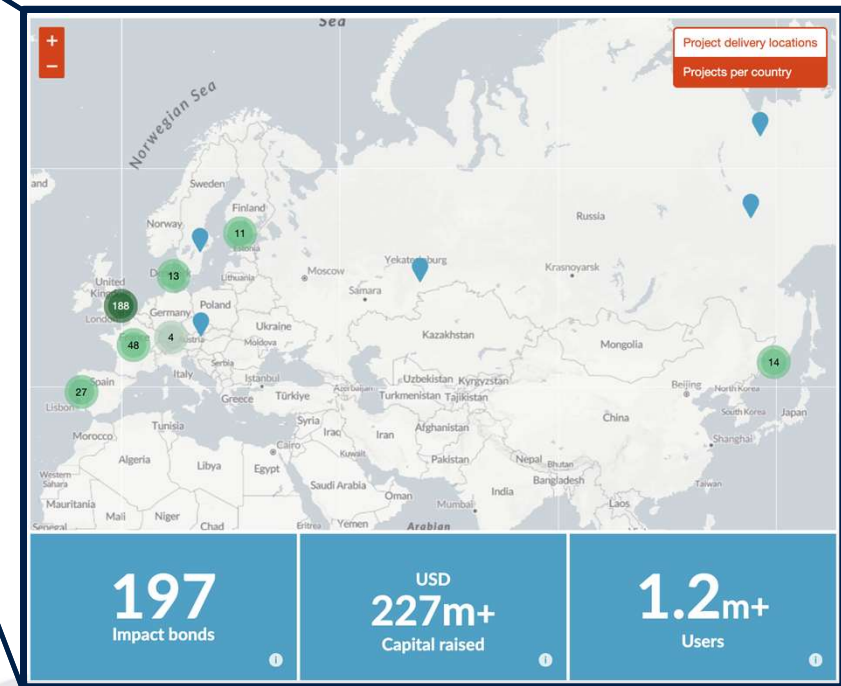 Sea
+
−
Project delivery locations
Projects per country
Norwegian Sea
and
Sweden
Finland
Norway
11
Russia
Estonia
13
Lithuania
Moscow
Yekaterinburg
Krasnoyarsk
Samara
United
188
London
Germany
Poland
Ukraine
Kazakhstan
Mongolia
48
4
Moldova
14
Serbia
Italy
27
Spain
Istanbul
Uzbekistan
Kyrgyzstan
Beijing
North Korea
Lisbon
Greece
Türkiye
Azerbaijan
Turkmenistan
Tajikistan
China
South Korea
Japan
Morocco
Tunisia
Syria
Iraq
Iran
Afghanistan
Shanghai
Cairo
Algeria
Libya
Egypt
Kuwait
Pakistan
Nepal
Bhutan
Western
Sahara
Saudi Arabia
Bangladesh
Taiwan
Oman
India
Mumbai
Laos
Mauritania
Mali
Niger
Chad
Eritrea
Yemen
Arabian
Senegal
197
Impact bonds
USD
227m+
Capital raised
1.2m+
Users